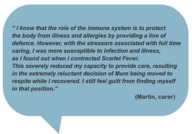 " I know that the role of the immune system is to protect
the body from illness and allergies by providing a line of
defence. However, with the stressors associated with full time
caring, I was more susceptible to infection and illness,
as I found out when I contracted Scarlet Fever.
This severely reduced my capacity to provide care, resulting
in the extremely reluctant decision of Mum being moved to
respite while I recovered. I still feel guilt from finding myself
in that position."
(Martin, carer)